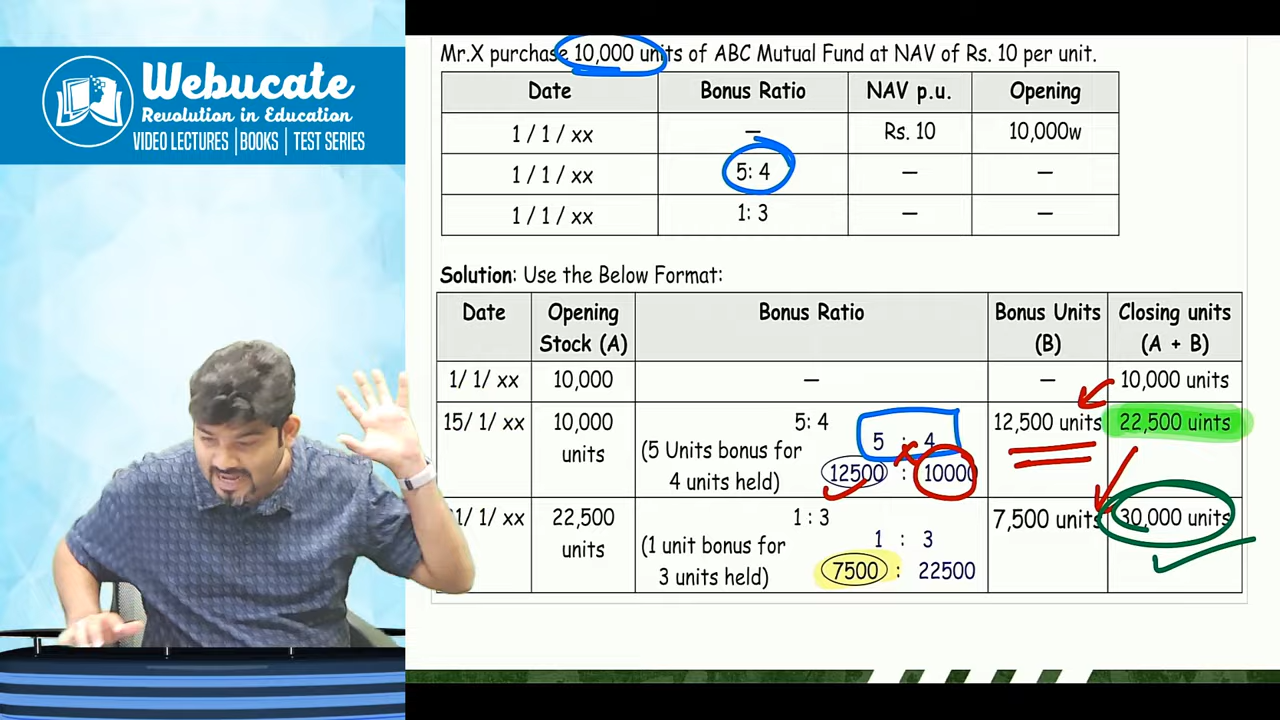 Webucate
Revolution in Education
VIDEO LECTURES | BOOKS | TEST SERIES
Mr.X purchase 10,000 units of ABC Mutual Fund at NAV of Rs. 10 per unit.
Date Bonus Ratio NAV p.u. Opening
1 / 1 / xx — Rs. 10 10,000w
1 / 1 / xx 5: 4 — —
1 / 1 / xx 1: 3 — —
Solution: Use the Below Format:
Date Opening Stock (A) Bonus Ratio Bonus Units (B) Closing units (A + B)
1/ 1/ xx 10,000 — — 10,000 units
15/ 1/ xx 10,000 units 5: 4 12,500 units 22,500 uints
(5 Units bonus for 4 units held)
5 : 4
12500 : 10000
1/ 1/ xx 22,500 units 1 : 3 7,500 units 30,000 units
(1 unit bonus for 3 units held)
1 : 3
7500 : 22500